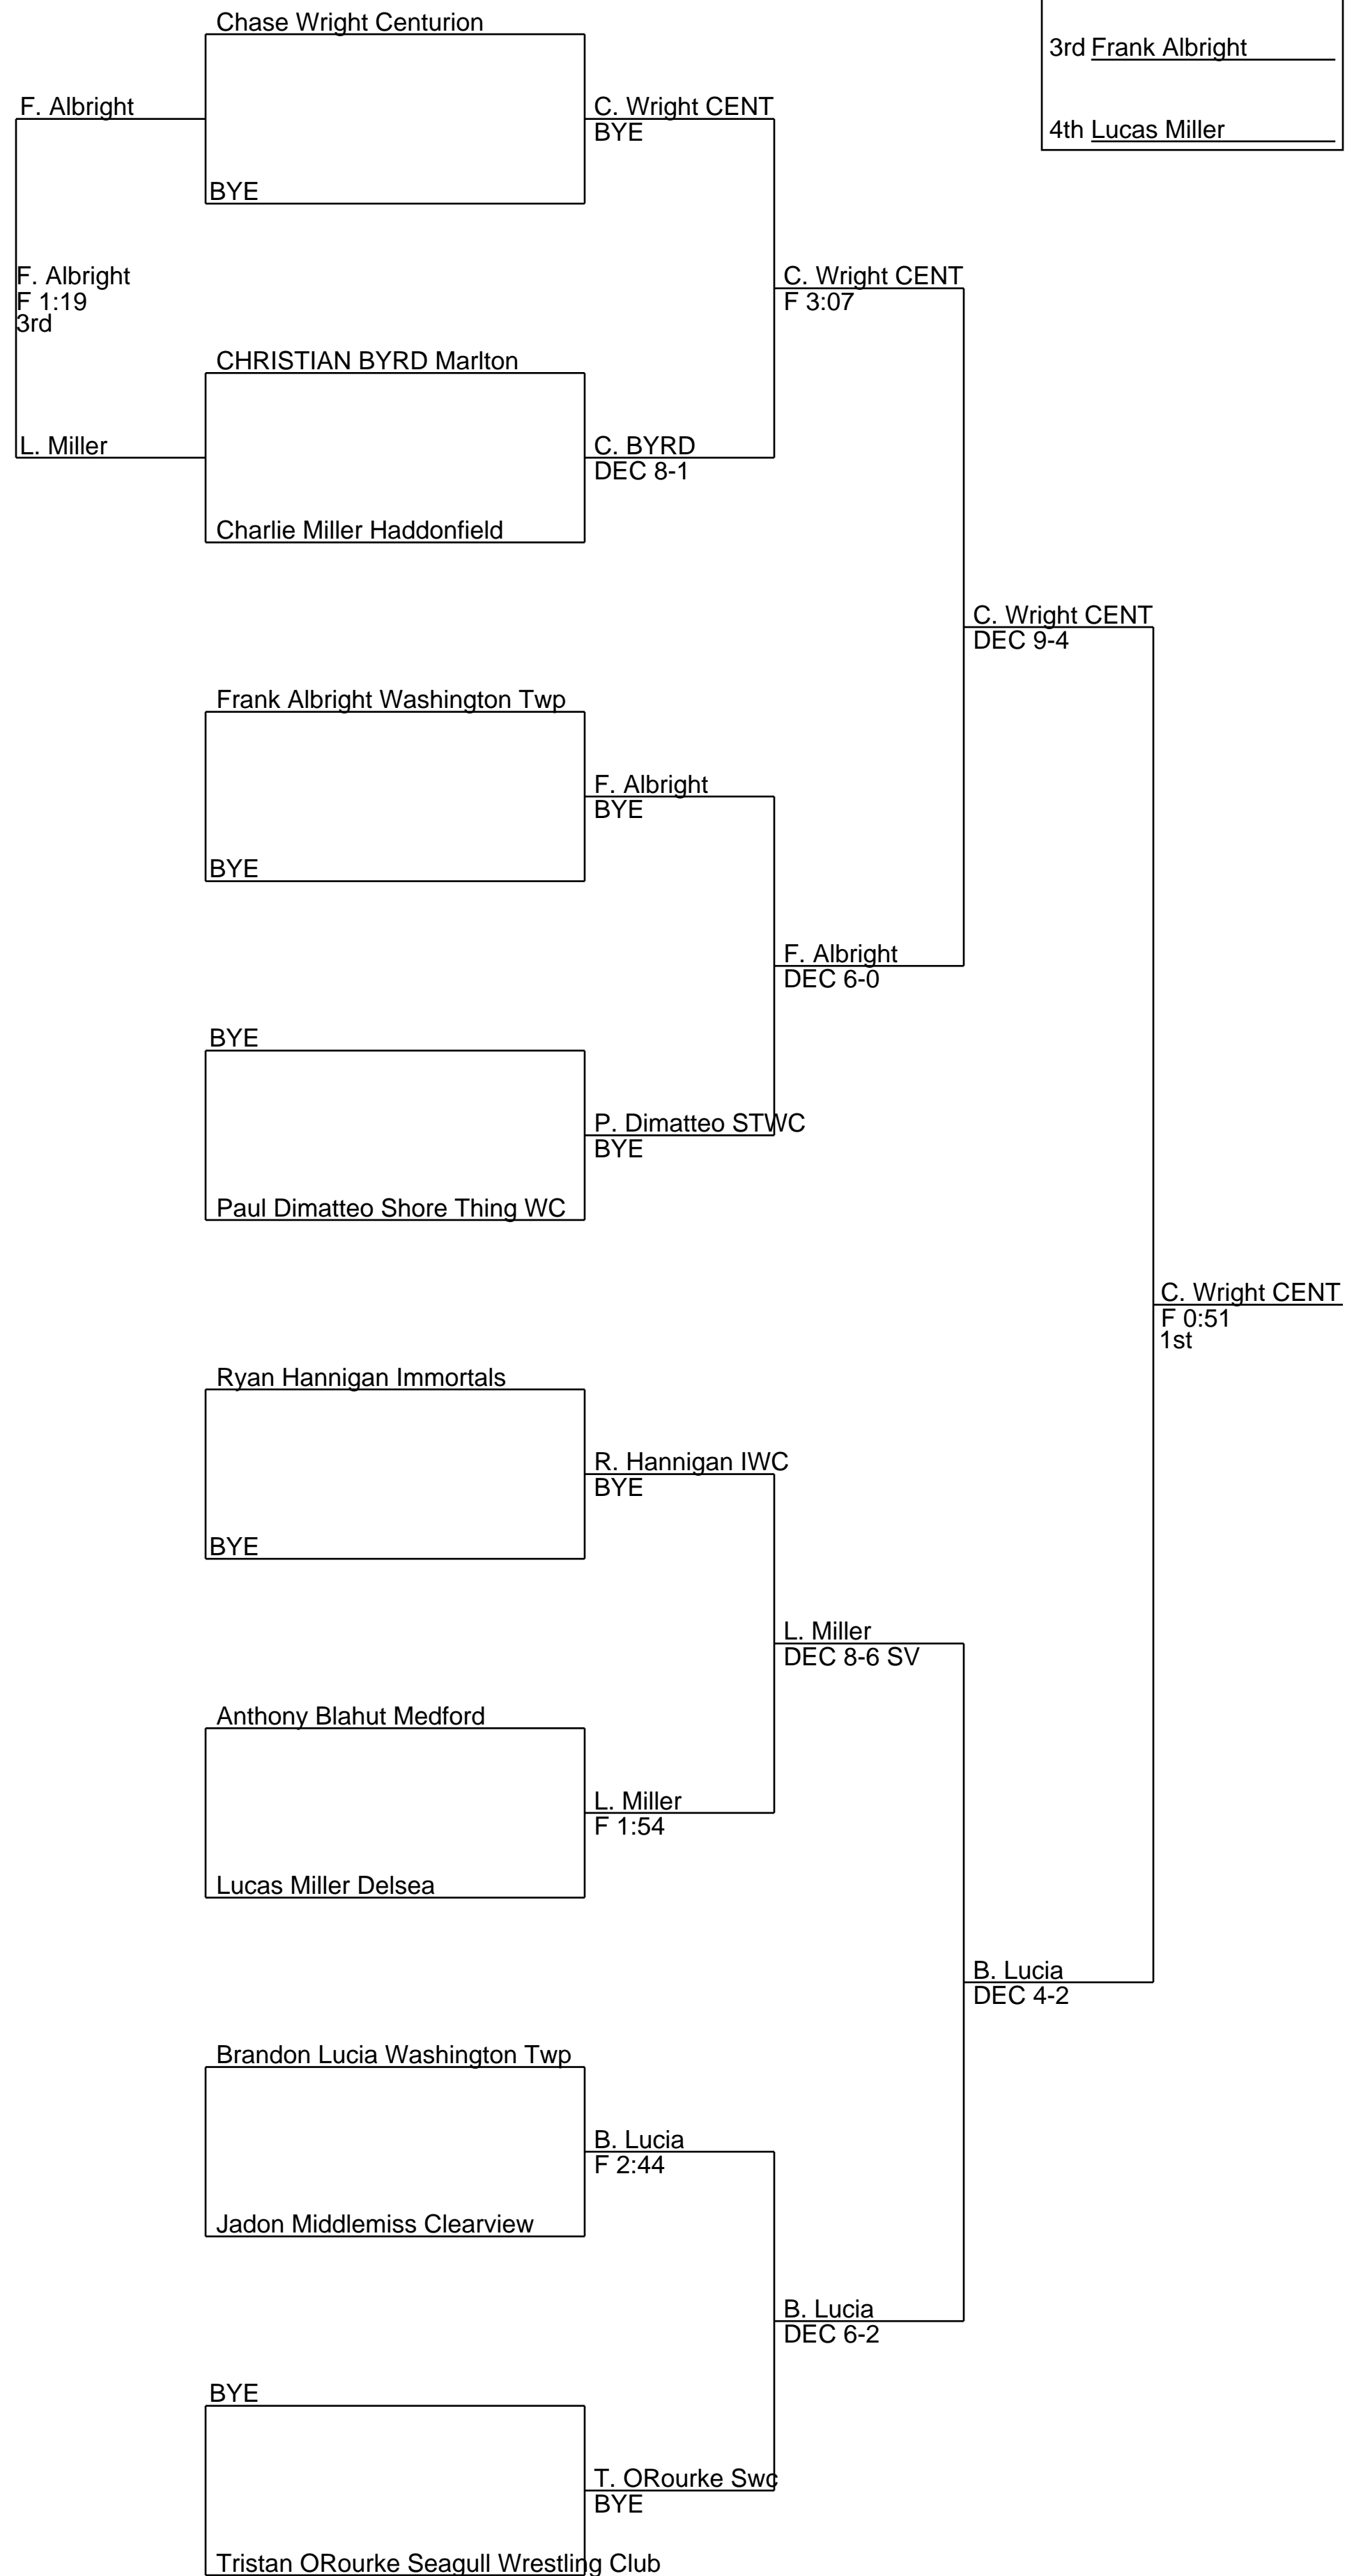 Chase Wright Centurion
3rd Frank Albright
F. Albright
C. Wright CENT
BYE
4th Lucas Miller
BYE
F. Albright
F 1:19
3rd
C. Wright CENT
F 3:07
CHRISTIAN BYRD Marlton
L. Miller
C. BYRD
DEC 8-1
Charlie Miller Haddonfield
C. Wright CENT
DEC 9-4
Frank Albright Washington Twp
F. Albright
BYE
BYE
F. Albright
DEC 6-0
BYE
P. Dimatteo STWC
BYE
Paul Dimatteo Shore Thing WC
C. Wright CENT
F 0:51
1st
Ryan Hannigan Immortals
R. Hannigan IWC
BYE
BYE
L. Miller
DEC 8-6 SV
Anthony Blahut Medford
L. Miller
F 1:54
Lucas Miller Delsea
B. Lucia
DEC 4-2
Brandon Lucia Washington Twp
B. Lucia
F 2:44
Jadon Middlemiss Clearview
B. Lucia
DEC 6-2
BYE
T. ORourke Swc
BYE
Tristan ORourke Seagull Wrestling Club